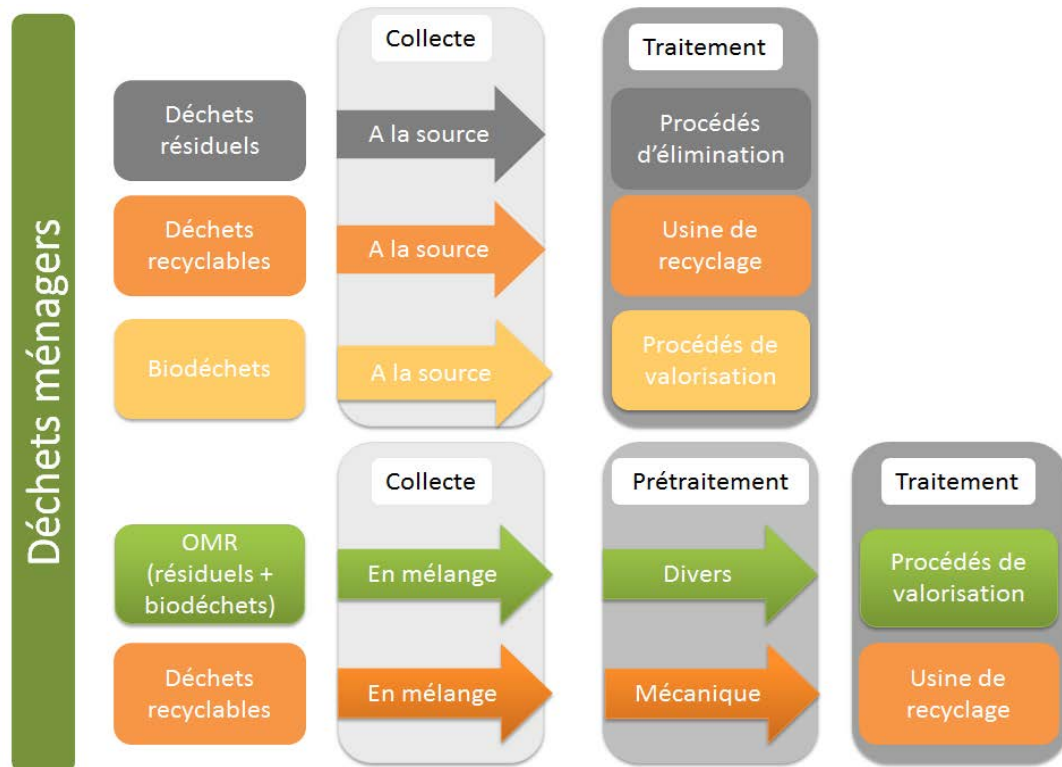 Déchets ménagers
Collecte
Traitement
Déchets
résiduels
A la source
Procédés
d'élimination
Déchets
recyclables
A la source
Usine de
recyclage
Biodéchets
A la source
Procédés de
valorisation
Collecte
Prétraitement
Traitement
OMR
(résiduels +
biodéchets)
En mélange
Divers
Procédés de
valorisation
Déchets
recyclables
En mélange
Mécanique
Usine de
recyclage